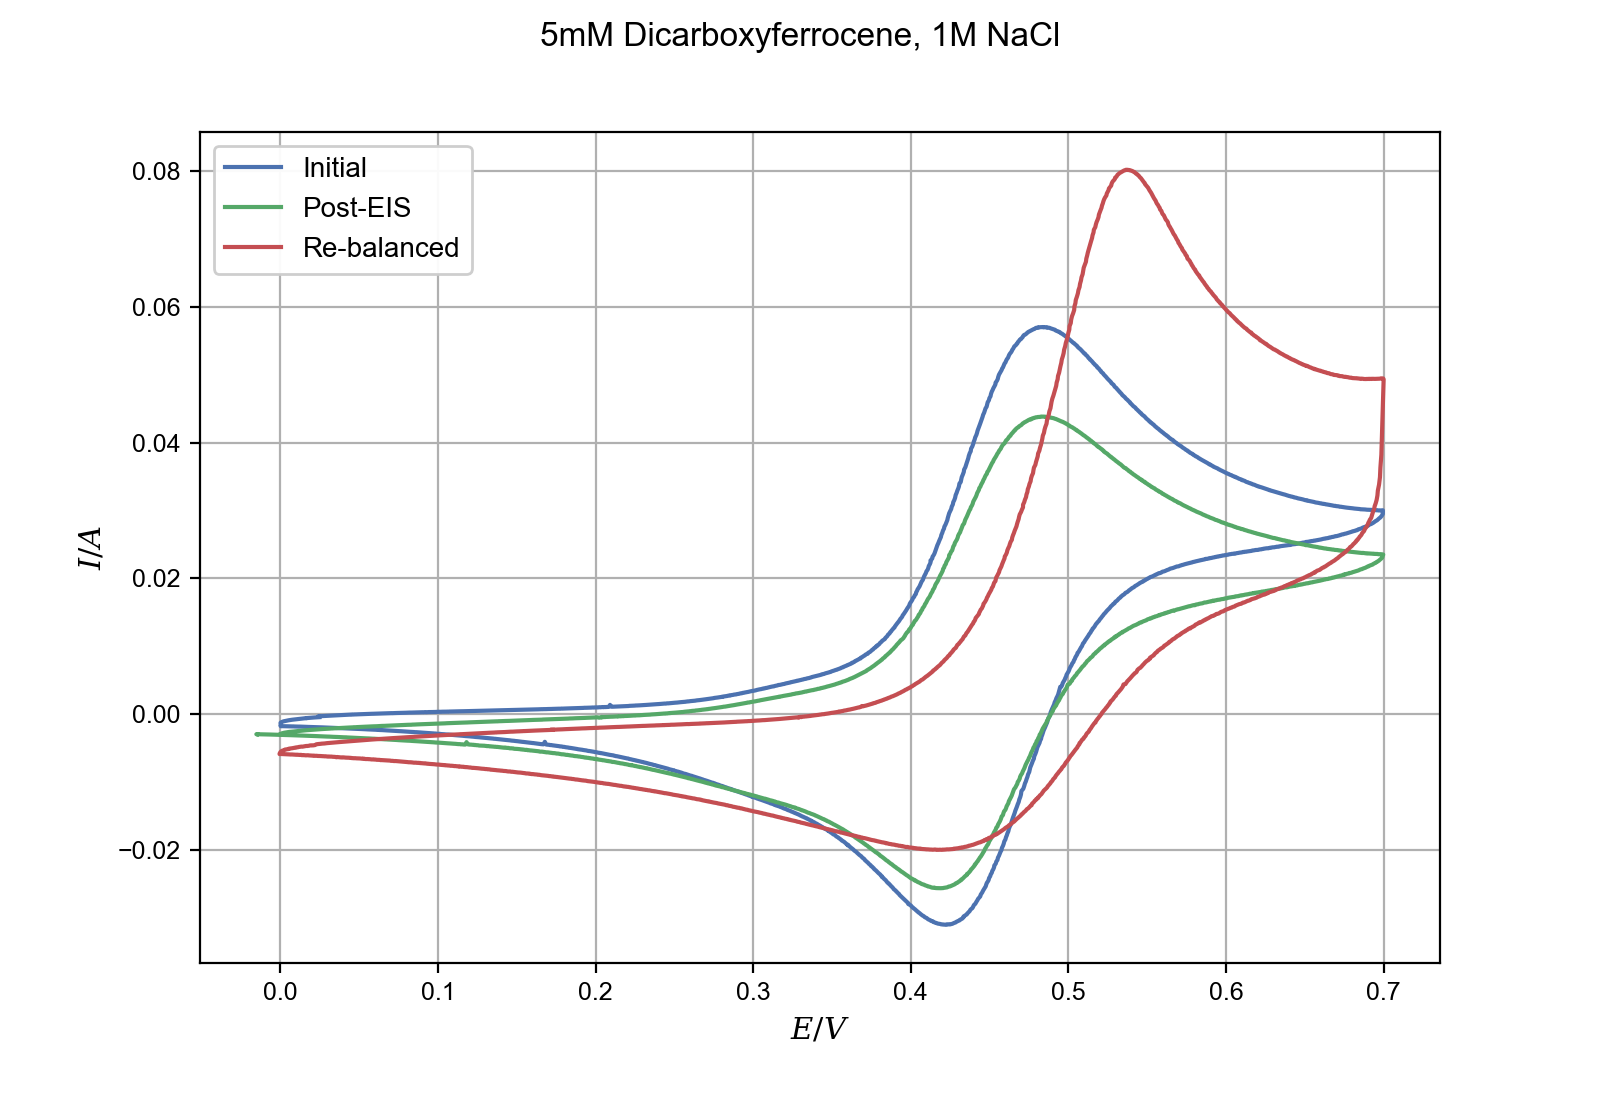 5mM Dicarboxyferrocene, 1M NaCl
Initial
Post-EIS
Re-balanced
0.08
0.06
0.04
0.02
0.00
−0.02
I/A
0.0 0.1 0.2 0.3 0.4 0.5 0.6 0.7
E/V